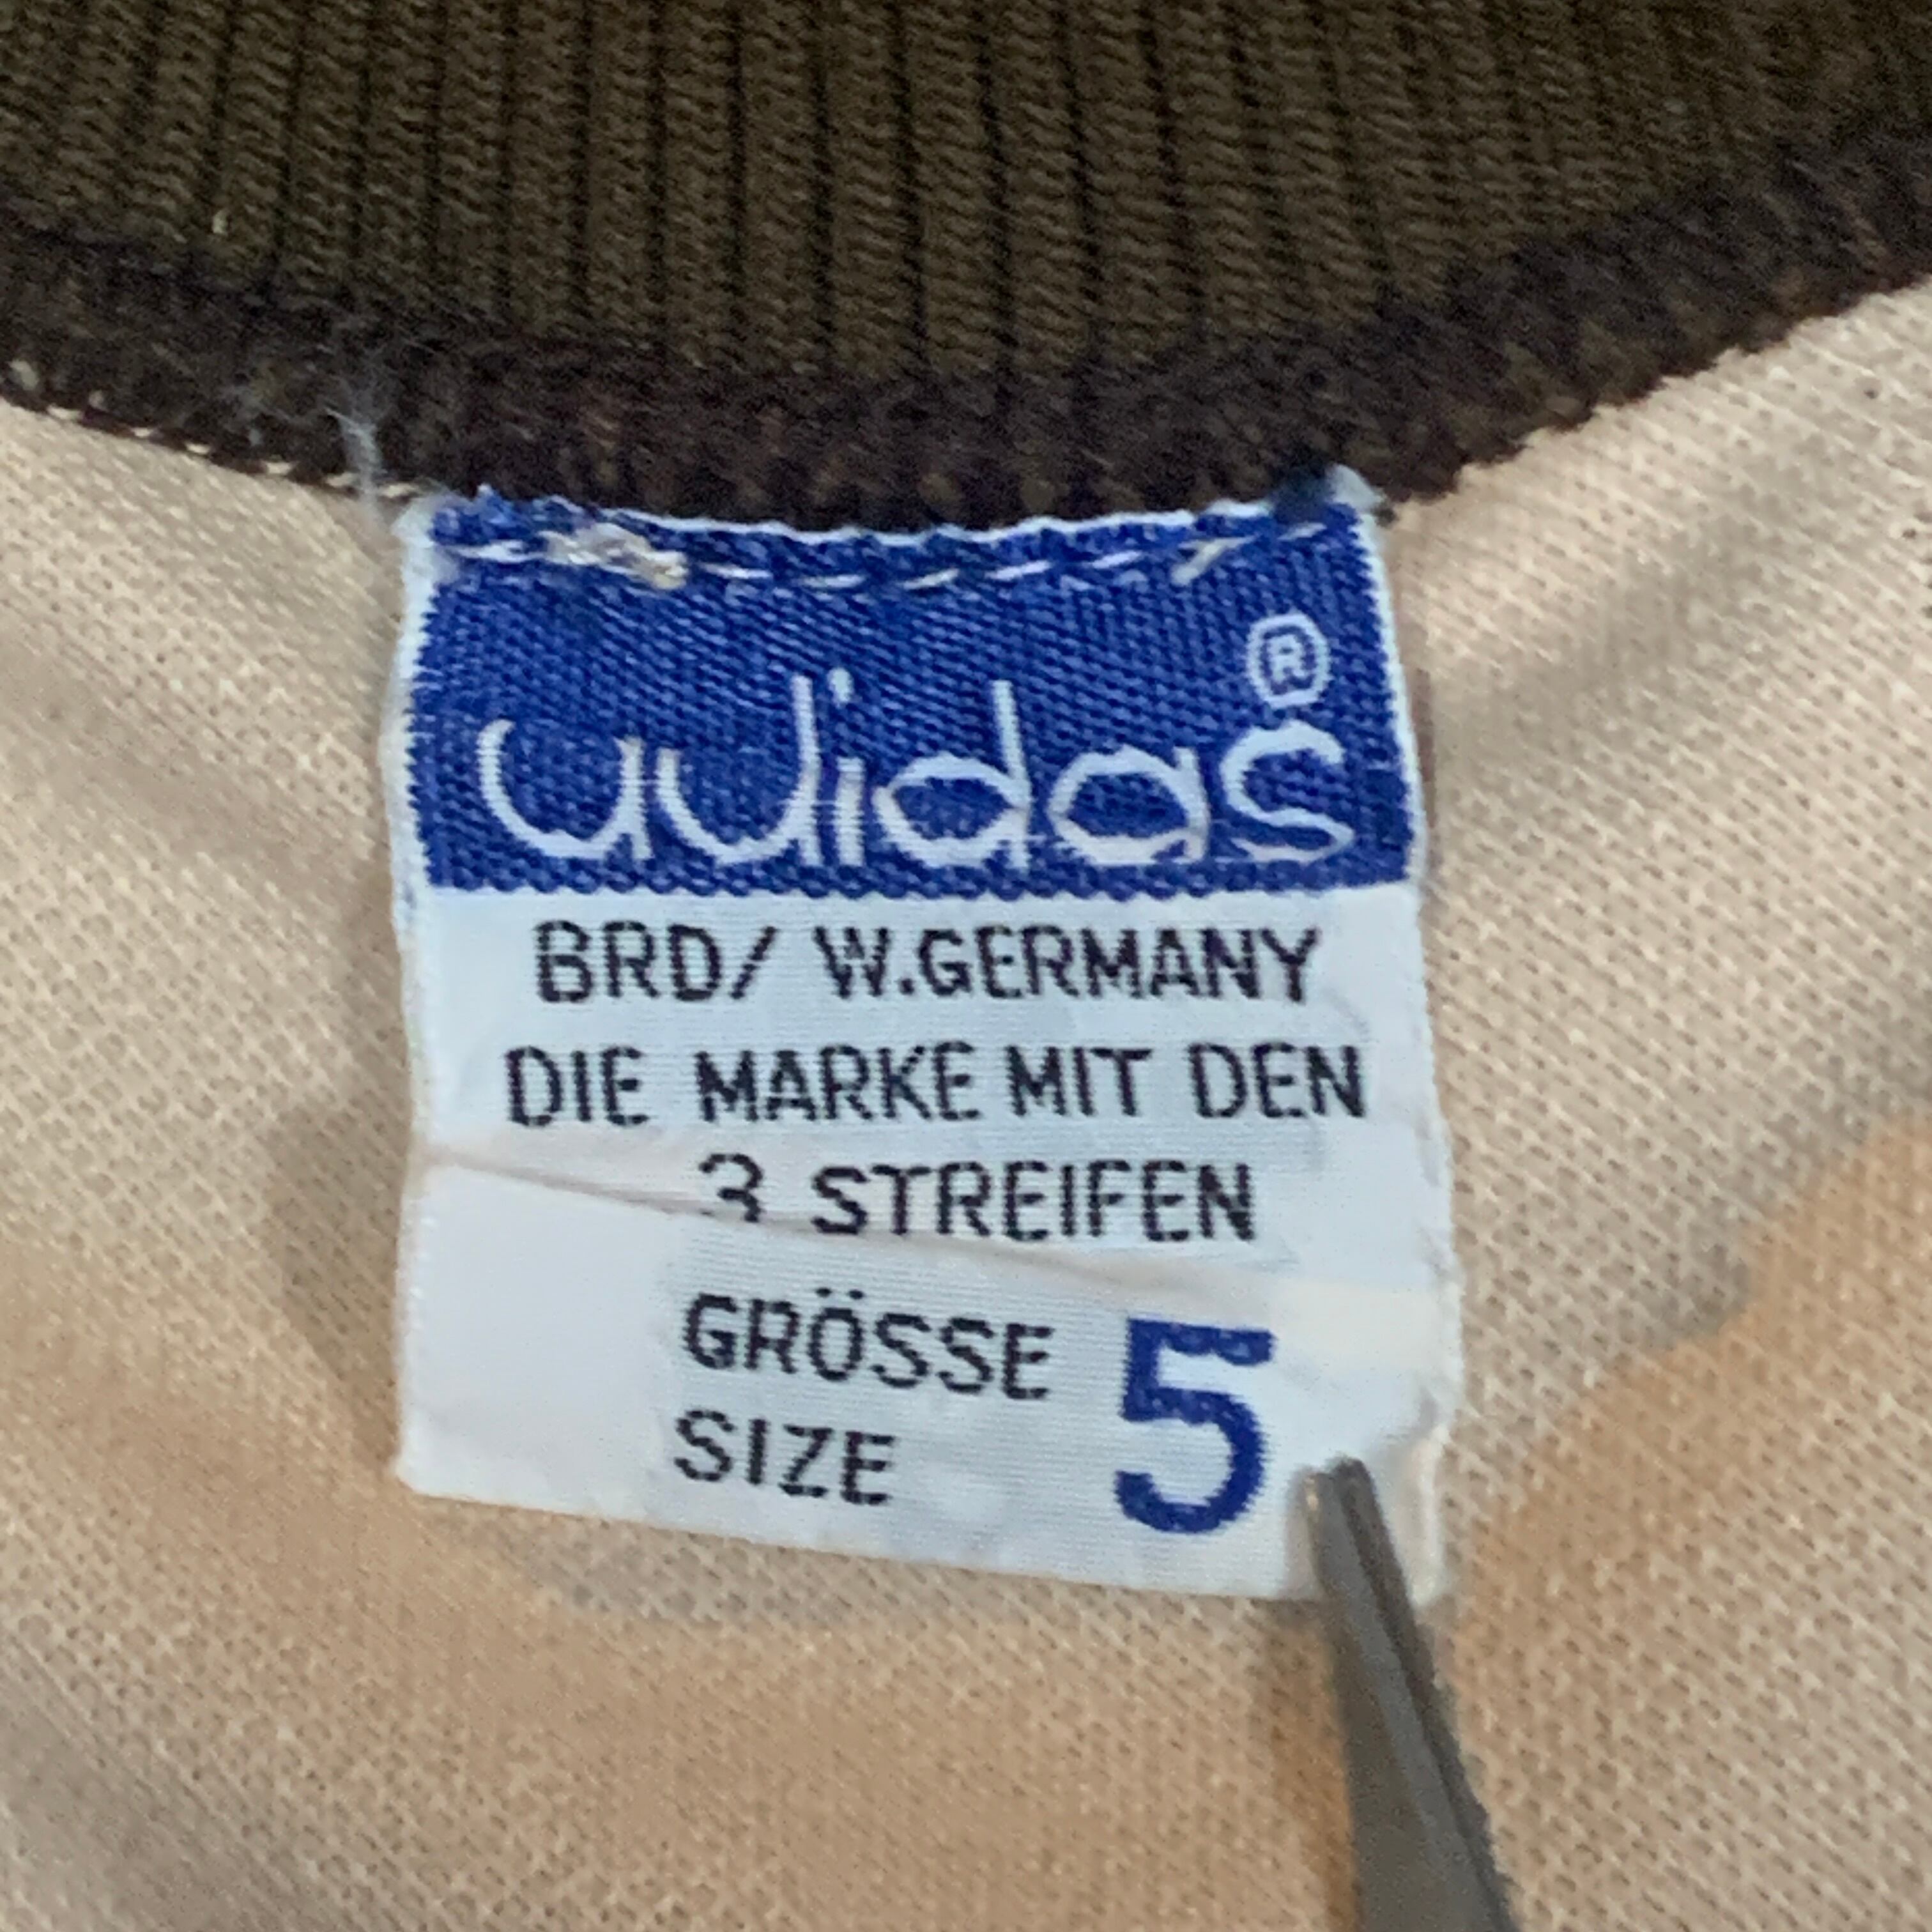 adidas®
BRD/ W.GERMANY
DIE MARKE MIT DEN
3 STREIFEN
GRÖSSE 5
SIZE